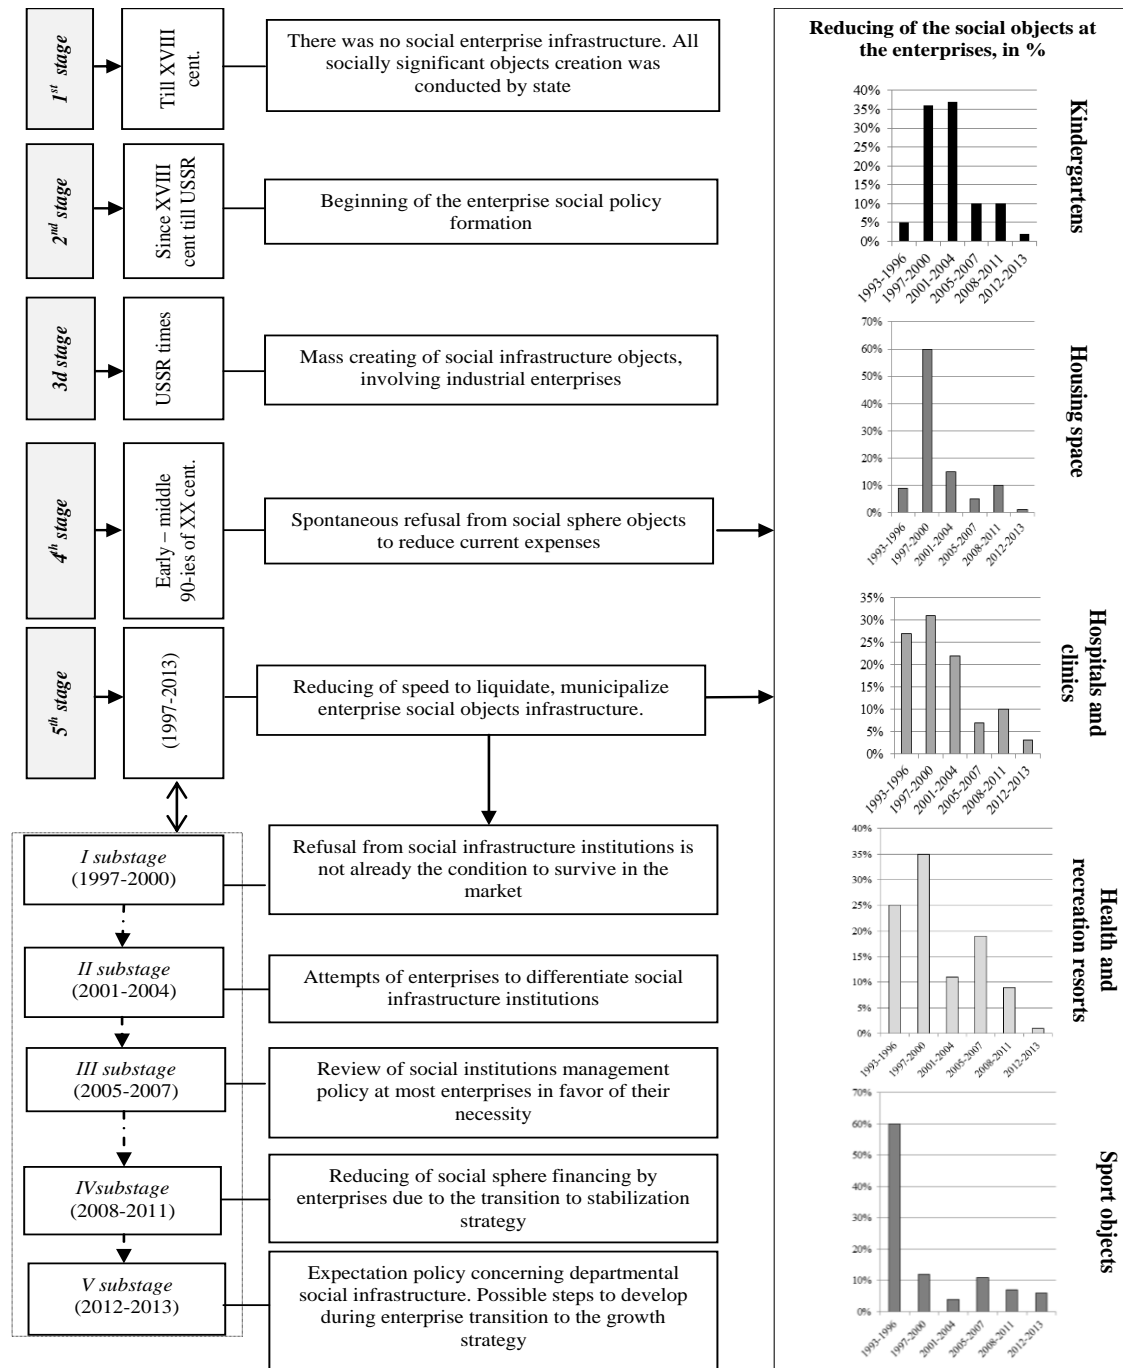 1st stage
Till XVIII
cent.
There was no social enterprise infrastructure. All
socially significant objects creation was
conducted by state
2nd stage
Since XVIII
cent till USSR
Beginning of the enterprise social policy
formation
3d stage
USSR times
Mass creating of social infrastructure objects,
involving industrial enterprises
4th stage
Early – middle
90-ies of XX cent.
Spontaneous refusal from social sphere objects
to reduce current expenses
5th stage
(1997-2013)
Reducing of speed to liquidate, municipalize
enterprise social objects infrastructure.
I substage
(1997-2000)
Refusal from social infrastructure institutions is
not already the condition to survive in the
market
II substage
(2001-2004)
Attempts of enterprises to differentiate social
infrastructure institutions
III substage
(2005-2007)
Review of social institutions management
policy at most enterprises in favor of their
necessity
IVsubstage
(2008-2011)
Reducing of social sphere financing by
enterprises due to the transition to stabilization
strategy
V substage
(2012-2013)
Expectation policy concerning departmental
social infrastructure. Possible steps to develop
during enterprise transition to the growth
strategy
Reducing of the social objects at
the enterprises, in %
40%
35%
30%
25%
20%
15%
10%
5%
0%
1993-1996
1997-2000
2001-2004
2005-2007
2008-2011
2012-2013
Kindergartens
70%
60%
50%
40%
30%
20%
10%
0%
1993-1996
1997-2000
2001-2004
2005-2007
2008-2011
2012-2013
Housing space
35%
30%
25%
20%
15%
10%
5%
0%
1993-1996
1997-2000
2001-2004
2005-2007
2008-2011
2012-2013
Hospitals and
clinics
40%
35%
30%
25%
20%
15%
10%
5%
0%
1993-1996
1997-2000
2001-2004
2005-2007
2008-2011
2012-2013
Health and
recreation resorts
70%
60%
50%
40%
30%
20%
10%
0%
1993-1996
1997-2000
2001-2004
2005-2007
2008-2011
2012-2013
Sport objects